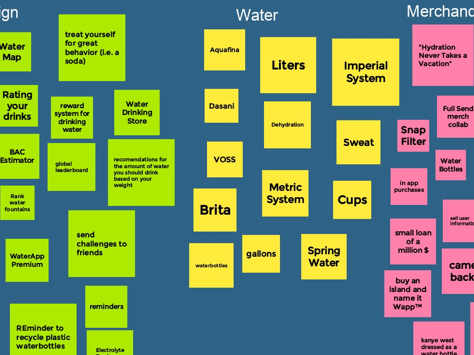 ign
Water
Merchand
Water
Map
treat yourself
for great
behavior (i.e. a
soda)
Rating
your
drinks
reward
system for
drinking
water
Water
Drinking
Store
BAC
Estimator
global
leaderboard
recomendations for the
amount of water
you should drink
based on your
weight
Rank
water
fountains
send
challenges to
friends
WaterApp
Premium
reminders
REminder to
recycle plastic
waterbottles
Electrolyte
Aquafina
Liters
Imperial
System
Dasani
Dehydration
Sweat
VOSS
Metric
System
Cups
Brita
waterbottles
gallons
Spring
Water
"Hydration
Never Takes a
Vacation"
Full Send
merch
collab
Snap
Filter
Water
Bottles
In app
purchases
sell user
informati
small loan
of a
million $
came
back
buy an
island and
name it
Wapp™
kanye west
dressed as a
water bottle